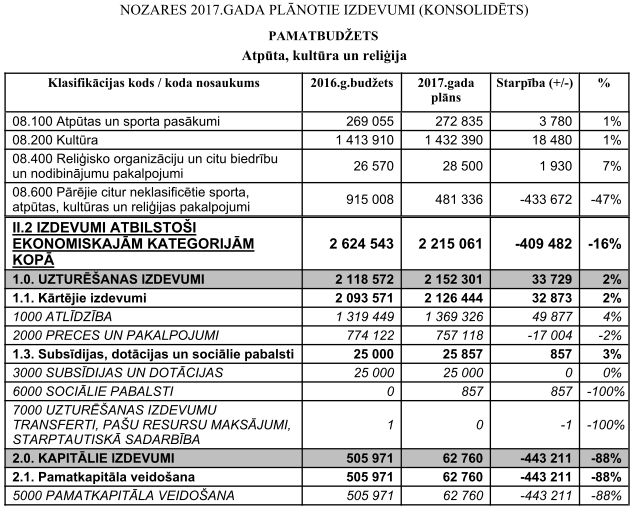 NOZARES 2017.GADA PLĀNOTIE IZDEVUMI (KONSOLIDĒTS)
PAMATBUDŽETS
Atpūta, kultūra un reliģija
Klasifikācijas kods / koda nosaukums 2016.g.budžets 2017.gada plāns Starpība (+/-) %
08.100 Atpūtas un sporta pasākumi 269 055 272 835 3 780 1%
08.200 Kultūra 1 413 910 1 432 390 18 480 1%
08.400 Reliģisko organizāciju un citu biedrību
un nodibinājumu pakalpojumi 26 570 28 500 1 930 7%
08.600 Pārējie citur neklasificētie sporta,
atpūtas, kultūras un reliģijas pakalpojumi 915 008 481 336 -433 672 -47%
II.2 IZDEVUMI ATBILSTOŠI
EKONOMISKAJĀM KATEGORIJĀM
KOPĀ 2 624 543 2 215 061 -409 482 -16%
1.0. UZTURĒŠANAS IZDEVUMI 2 118 572 2 152 301 33 729 2%
1.1. Kārtējie izdevumi 2 093 571 2 126 444 32 873 2%
1000 ATLĪDZĪBA 1 319 449 1 369 326 49 877 4%
2000 PRECES UN PAKALPOJUMI 774 122 757 118 -17 004 -2%
1.3. Subsīdijas, dotācijas un sociālie pabalsti 25 000 25 857 857 3%
3000 SUBSĪDIJAS UN DOTĀCIJAS 25 000 25 000 0 0%
6000 SOCIĀLIE PABALSTI 0 857 857 -100%
7000 UZTURĒŠANAS IZDEVUMU
TRANSFERTI, PAŠU RESURSU MAKSĀJUMI,
STARPTAUTISKĀ SADARBĪBA 1 0 -1 -100%
2.0. KAPITĀLIE IZDEVUMI 505 971 62 760 -443 211 -88%
2.1. Pamatkapitāla veidošana 505 971 62 760 -443 211 -88%
5000 PAMATKAPITĀLA VEIDOŠANA 505 971 62 760 -443 211 -88%